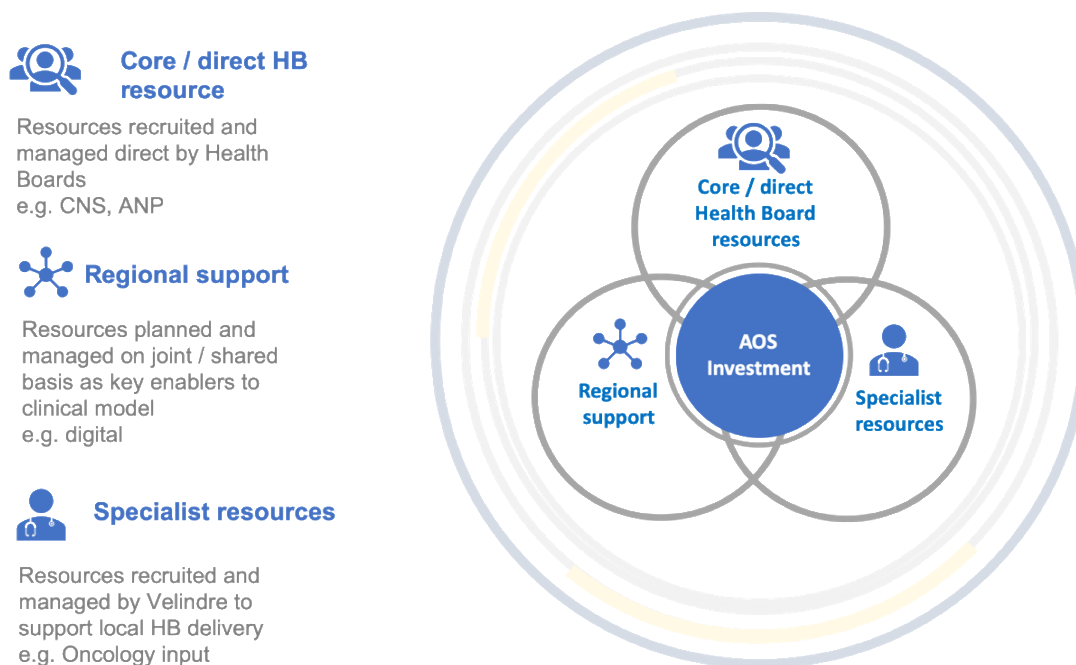 Core / direct HB
resource
Resources recruited and
managed direct by Health
Boards
e.g. CNS, ANP
Regional support
Resources planned and
managed on joint / shared
basis as key enablers to
clinical model
e.g. digital
Specialist resources
Resources recruited and
managed by Velindre to
support local HB delivery
e.g. Oncology input
Core / direct
Health Board
resources
AOS
Investment
Regional
support
Specialist
resources